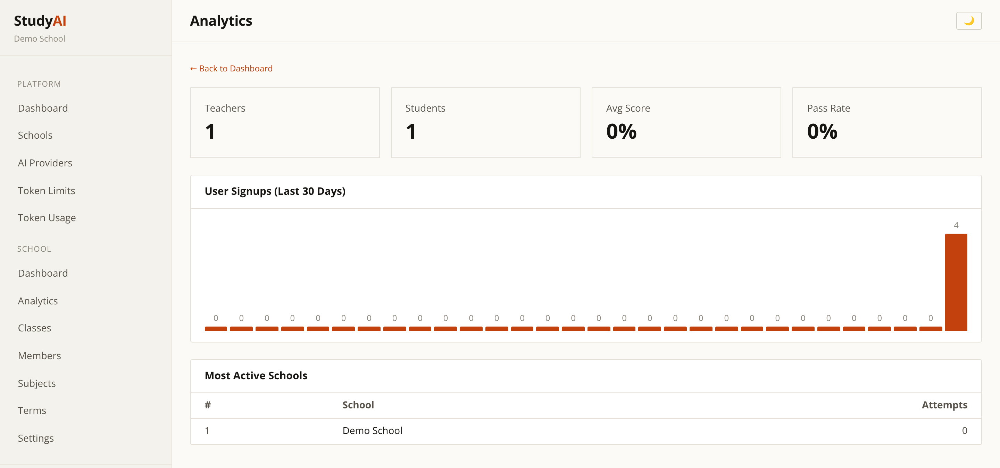 StudyAI
Demo School
PLATFORM
Dashboard
Schools
AI Providers
Token Limits
Token Usage
SCHOOL
Dashboard
Analytics
Classes
Members
Subjects
Terms
Settings
Analytics
← Back to Dashboard
Teachers
1
Students
1
Avg Score
0%
Pass Rate
0%
User Signups (Last 30 Days)
4
0 0 0 0 0 0 0 0 0 0 0 0 0 0 0 0 0 0 0 0 0 0 0 0 0 0 0 0 0
Most Active Schools
# School Attempts
1 Demo School 0